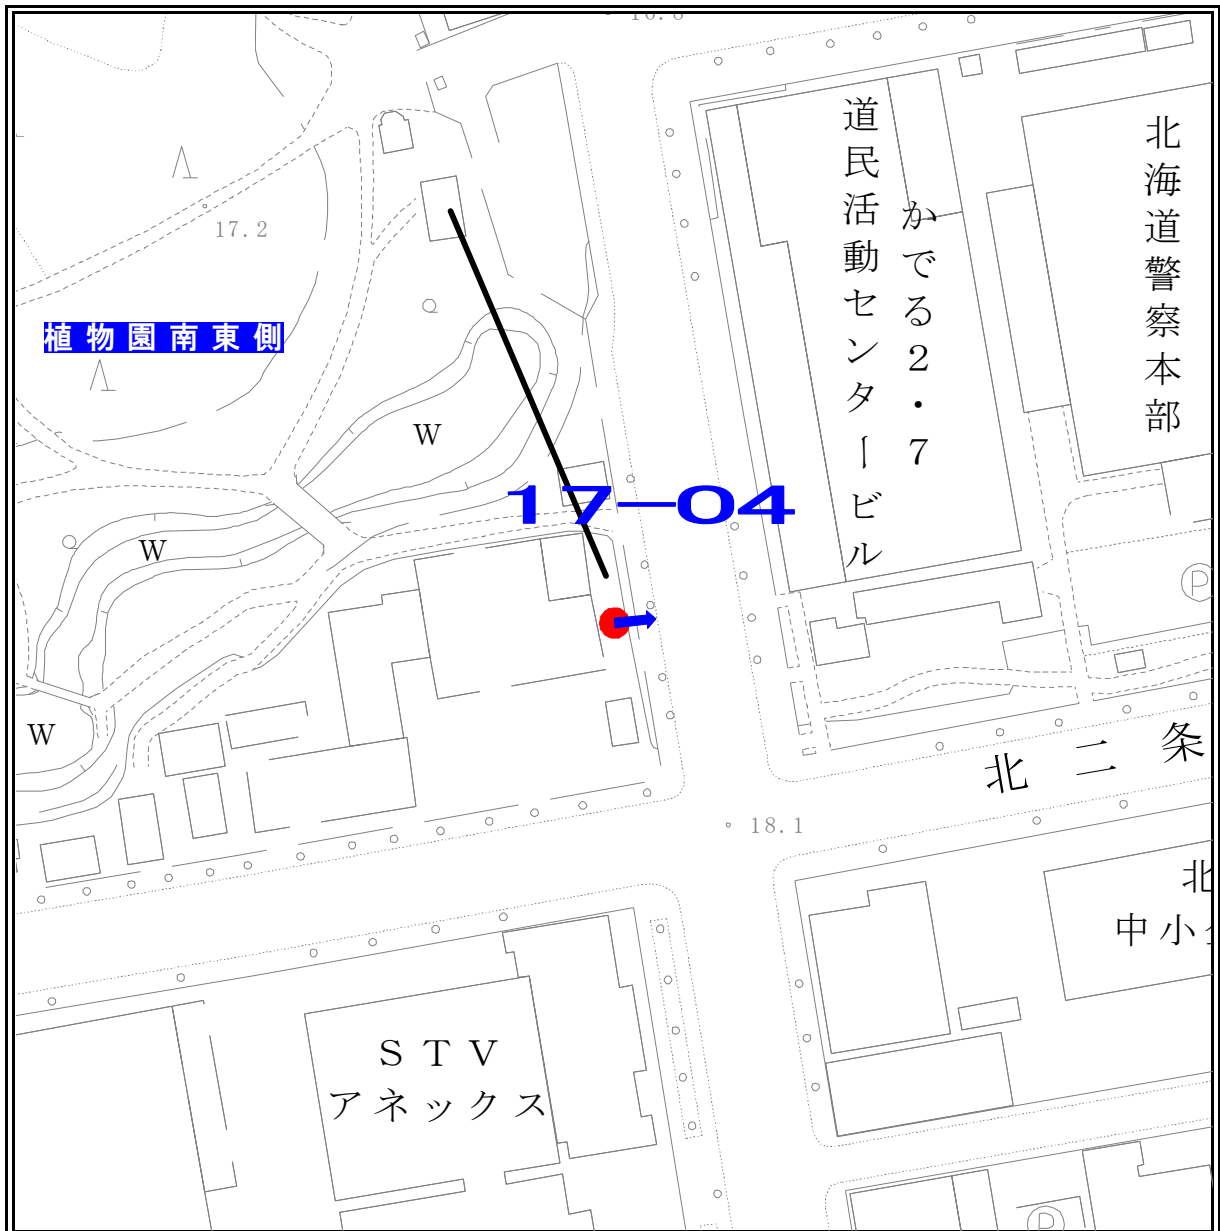 道民活動センタービル
かでる２・７
北海道警察本部
17.2
植物園南東側
W
17－04
W
P
W
北二条
18.1
北
中小
ＳＴＶ
アネックス
P